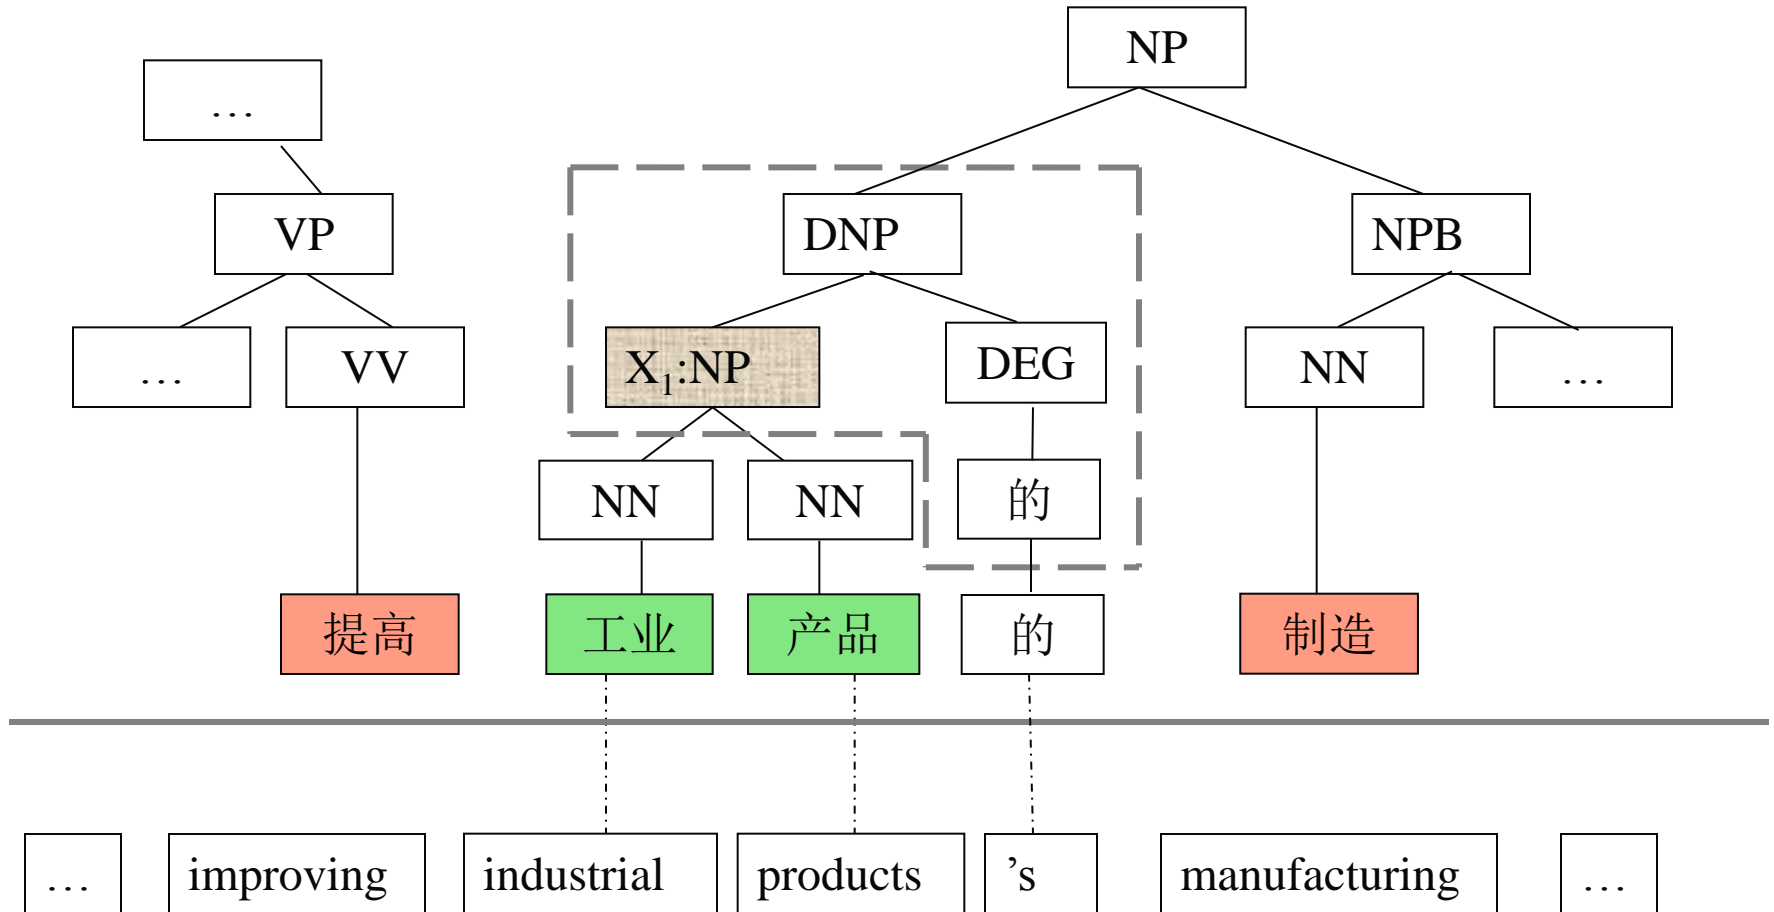 NP
…
VP DNP NPB
… VV X₁:NP DEG NN …
NN NN 的
提高 工业 产品 的 制造
… improving industrial products ’s manufacturing …